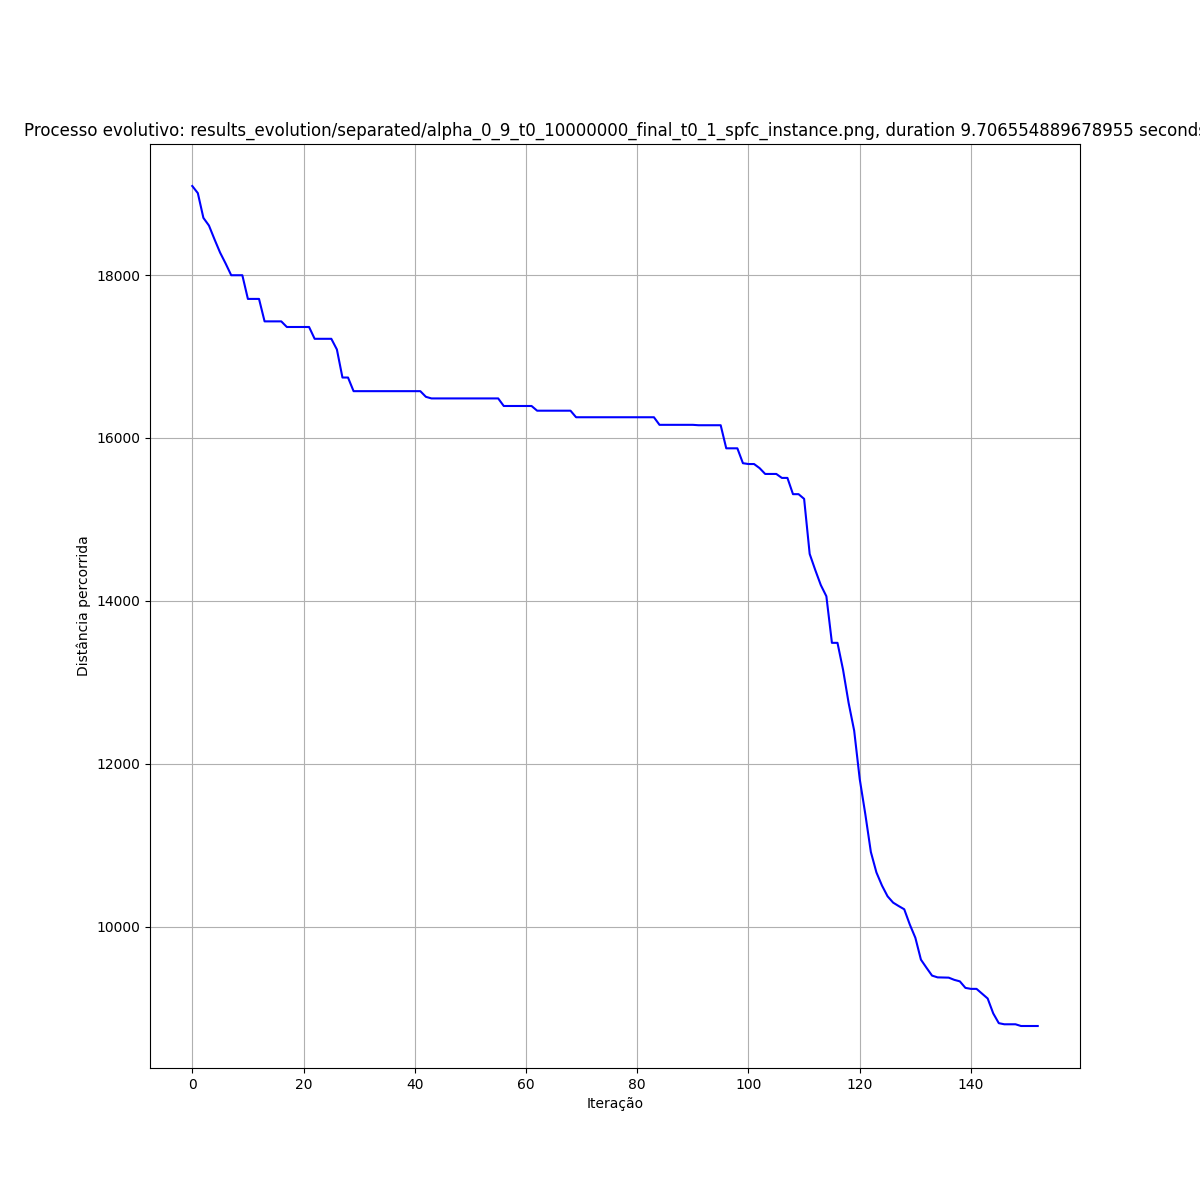 Processo evolutivo: results_evolution/separated/alpha_0_9_t0_10000000_final_t0_1_spfc_instance.png, duration 9.706554889678955 seconds
18000
16000
14000
12000
10000
Distância percorrida
0 20 40 60 80 100 120 140
Iteração